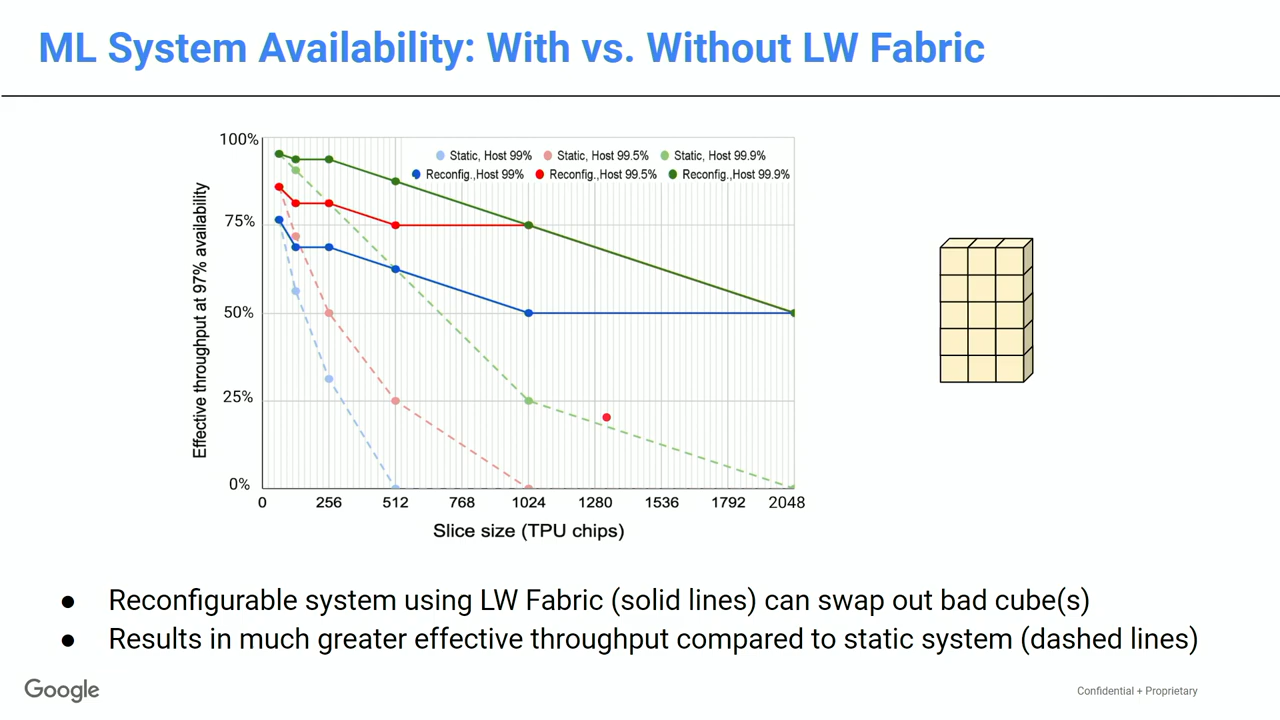 ML System Availability: With vs. Without LW Fabric
Effective throughput at 97% availability
100%
75%
50%
25%
0%
Static, Host 99%
Static, Host 99.5%
Static, Host 99.9%
Reconfig.,Host 99%
Reconfig.,Host 99.5%
Reconfig.,Host 99.9%
0 256 512 768 1024 1280 1536 1792 2048
Slice size (TPU chips)
● Reconfigurable system using LW Fabric (solid lines) can swap out bad cube(s)
● Results in much greater effective throughput compared to static system (dashed lines)
Google
Confidential + Proprietary